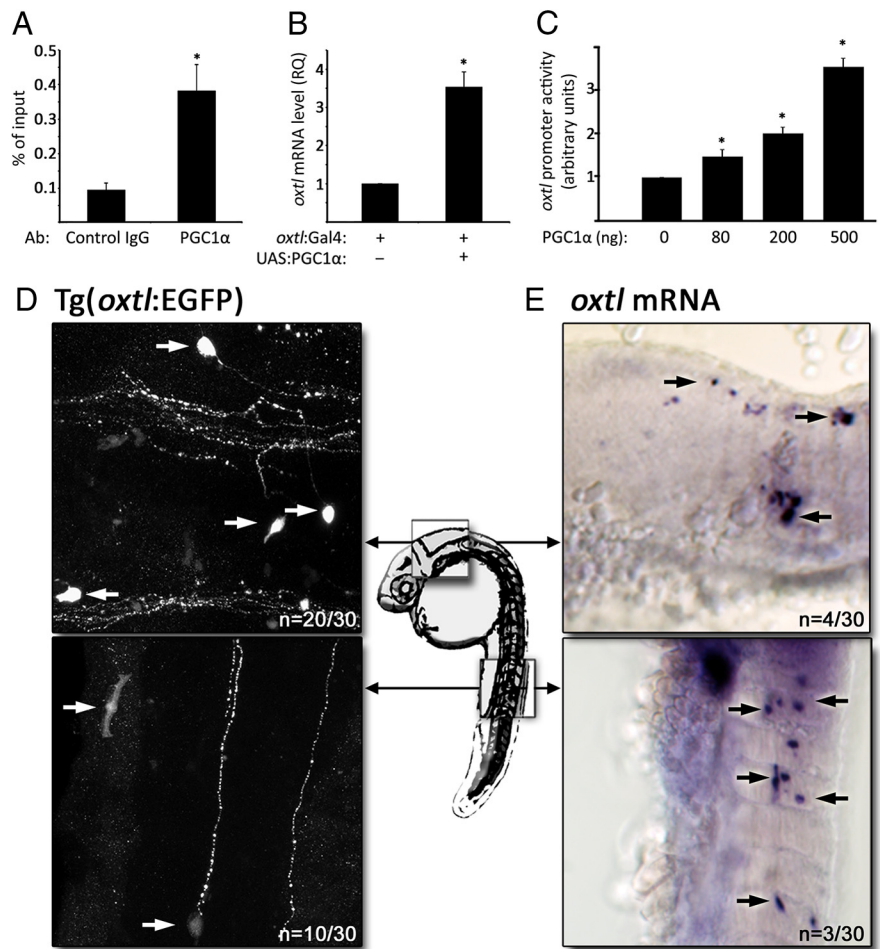 A
% of input
0.5
0.4
0.3
0.2
0.1
*
Ab: Control IgG PGC1α
B
oxtl mRNA level (RQ)
4
3
2
1
*
oxtl:Gal4: + +
UAS:PGC1α: – +
C
oxtl promoter activity
(arbitrary units)
3
2
1
* * *
PGC1α (ng): 0 80 200 500
D Tg(oxtl:EGFP)
n=20/30
n=10/30
E oxtl mRNA
n=4/30
n=3/30